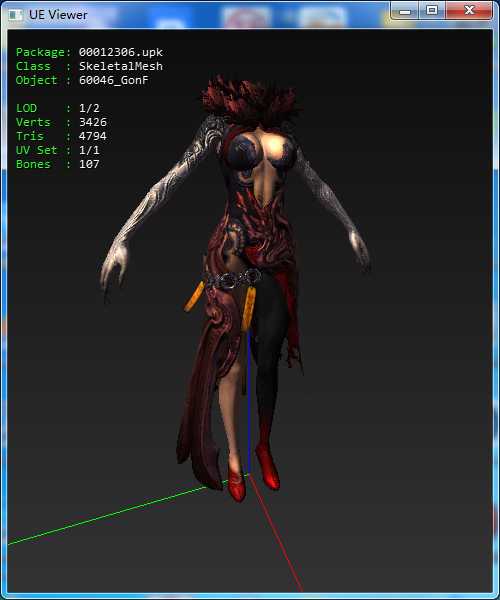 UE Viewer
Package: 00012306.upk
Class : SkeletalMesh
Object : 60046_GonF
LOD : 1/2
Verts : 3426
Tris : 4794
UV Set : 1/1
Bones : 107